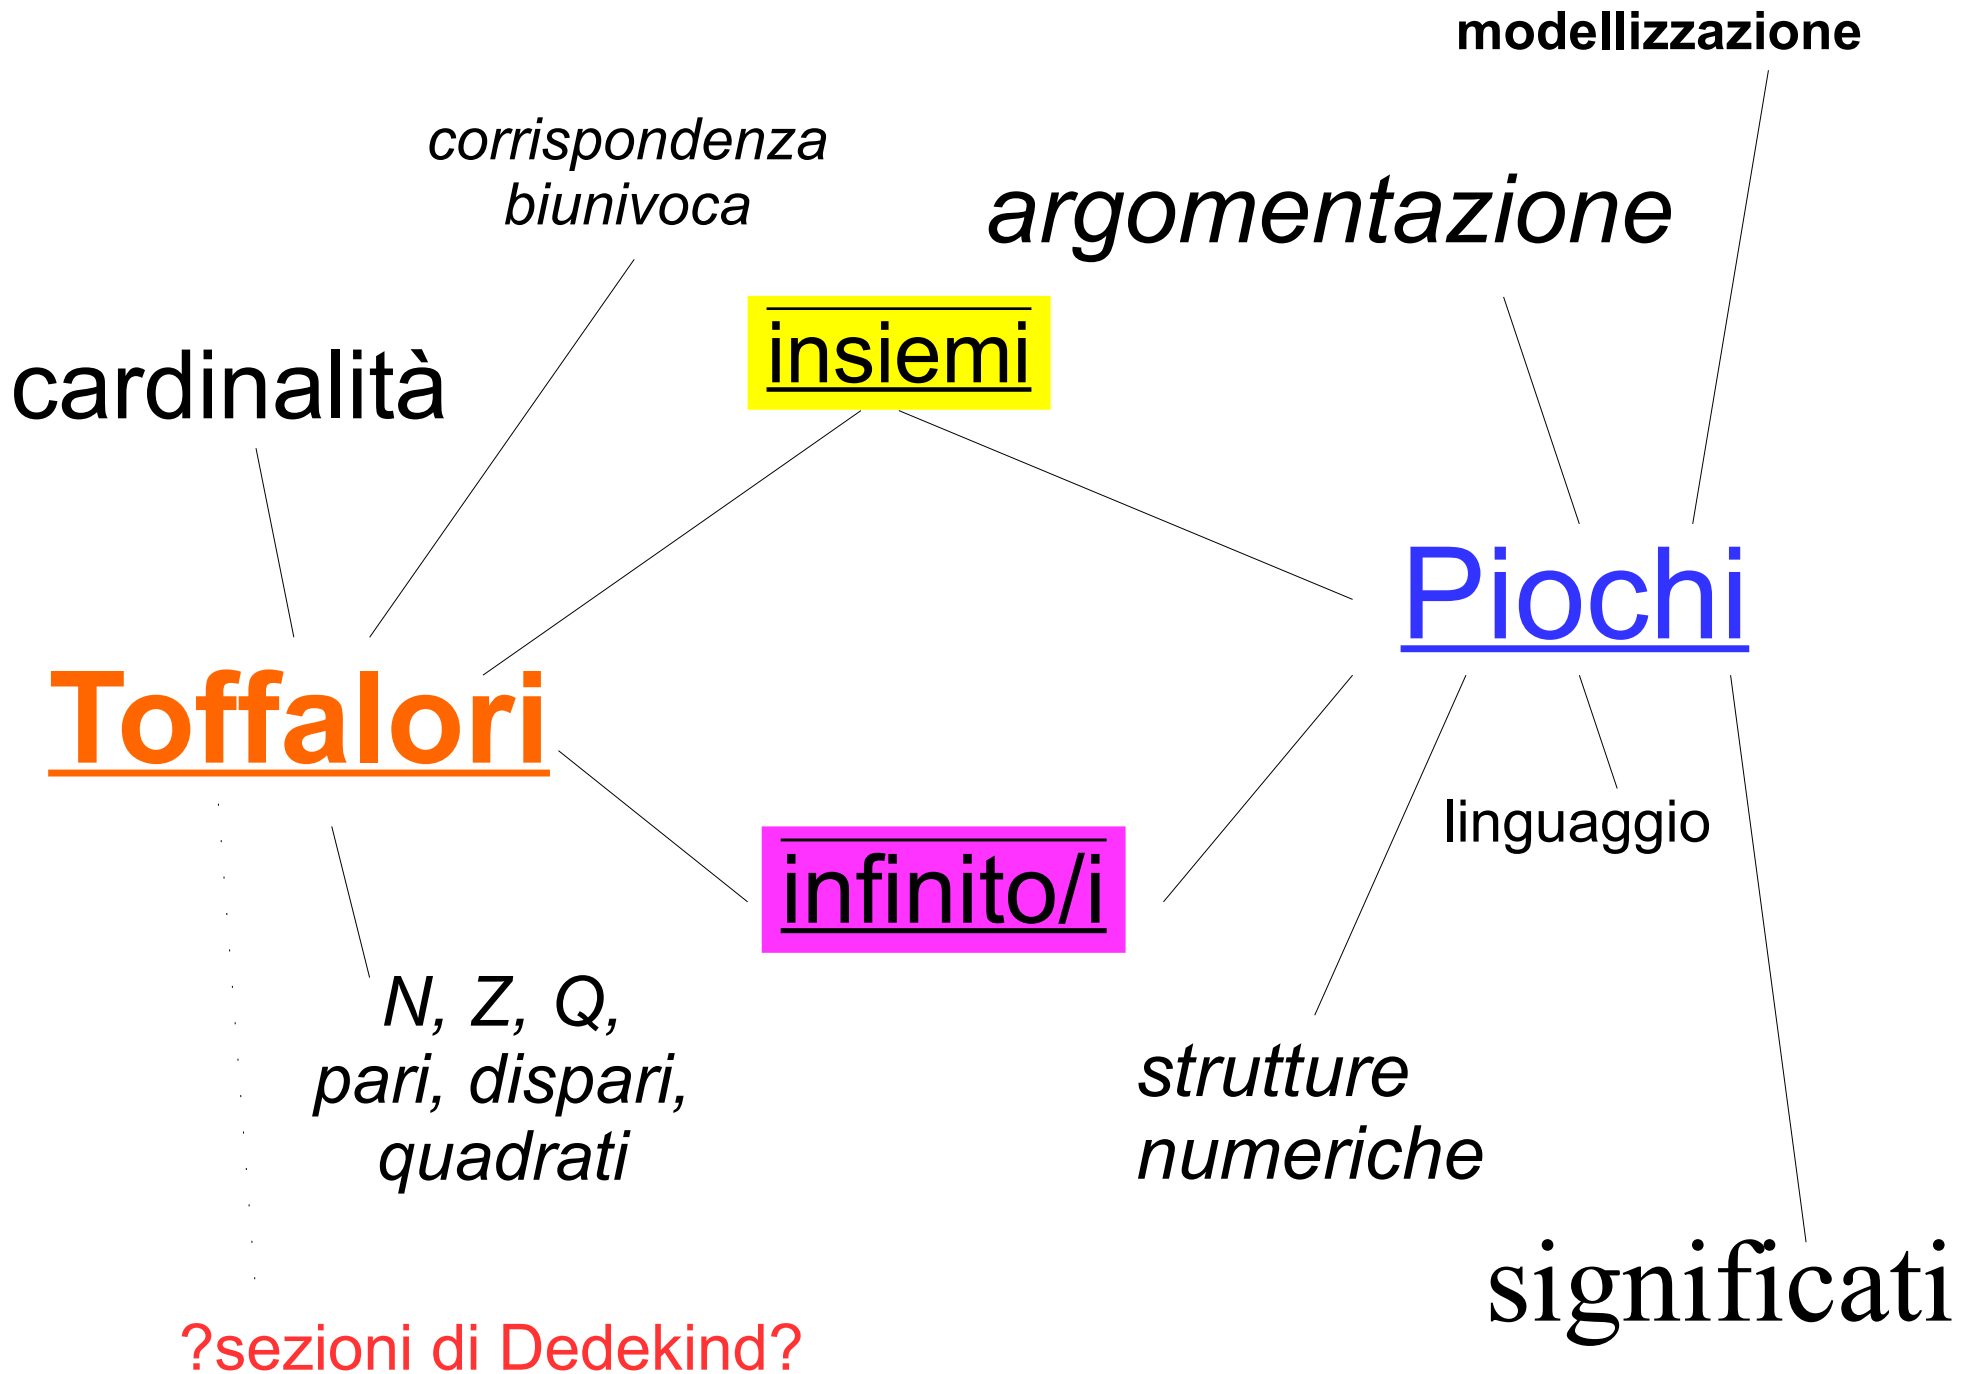 modellizzazione
corrispondenza
biunivoca
argomentazione
insiemi
cardinalità
Piochi
Toffalori
linguaggio
infinito/i
N, Z, Q,
pari, dispari,
quadrati
strutture
numeriche
significati
?sezioni di Dedekind?